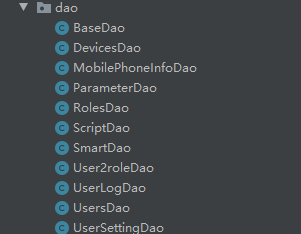 dao
BaseDao
DevicesDao
MobilePhoneInfoDao
ParameterDao
RolesDao
ScriptDao
SmartDao
User2roleDao
UserLogDao
UsersDao
UserSettingDao